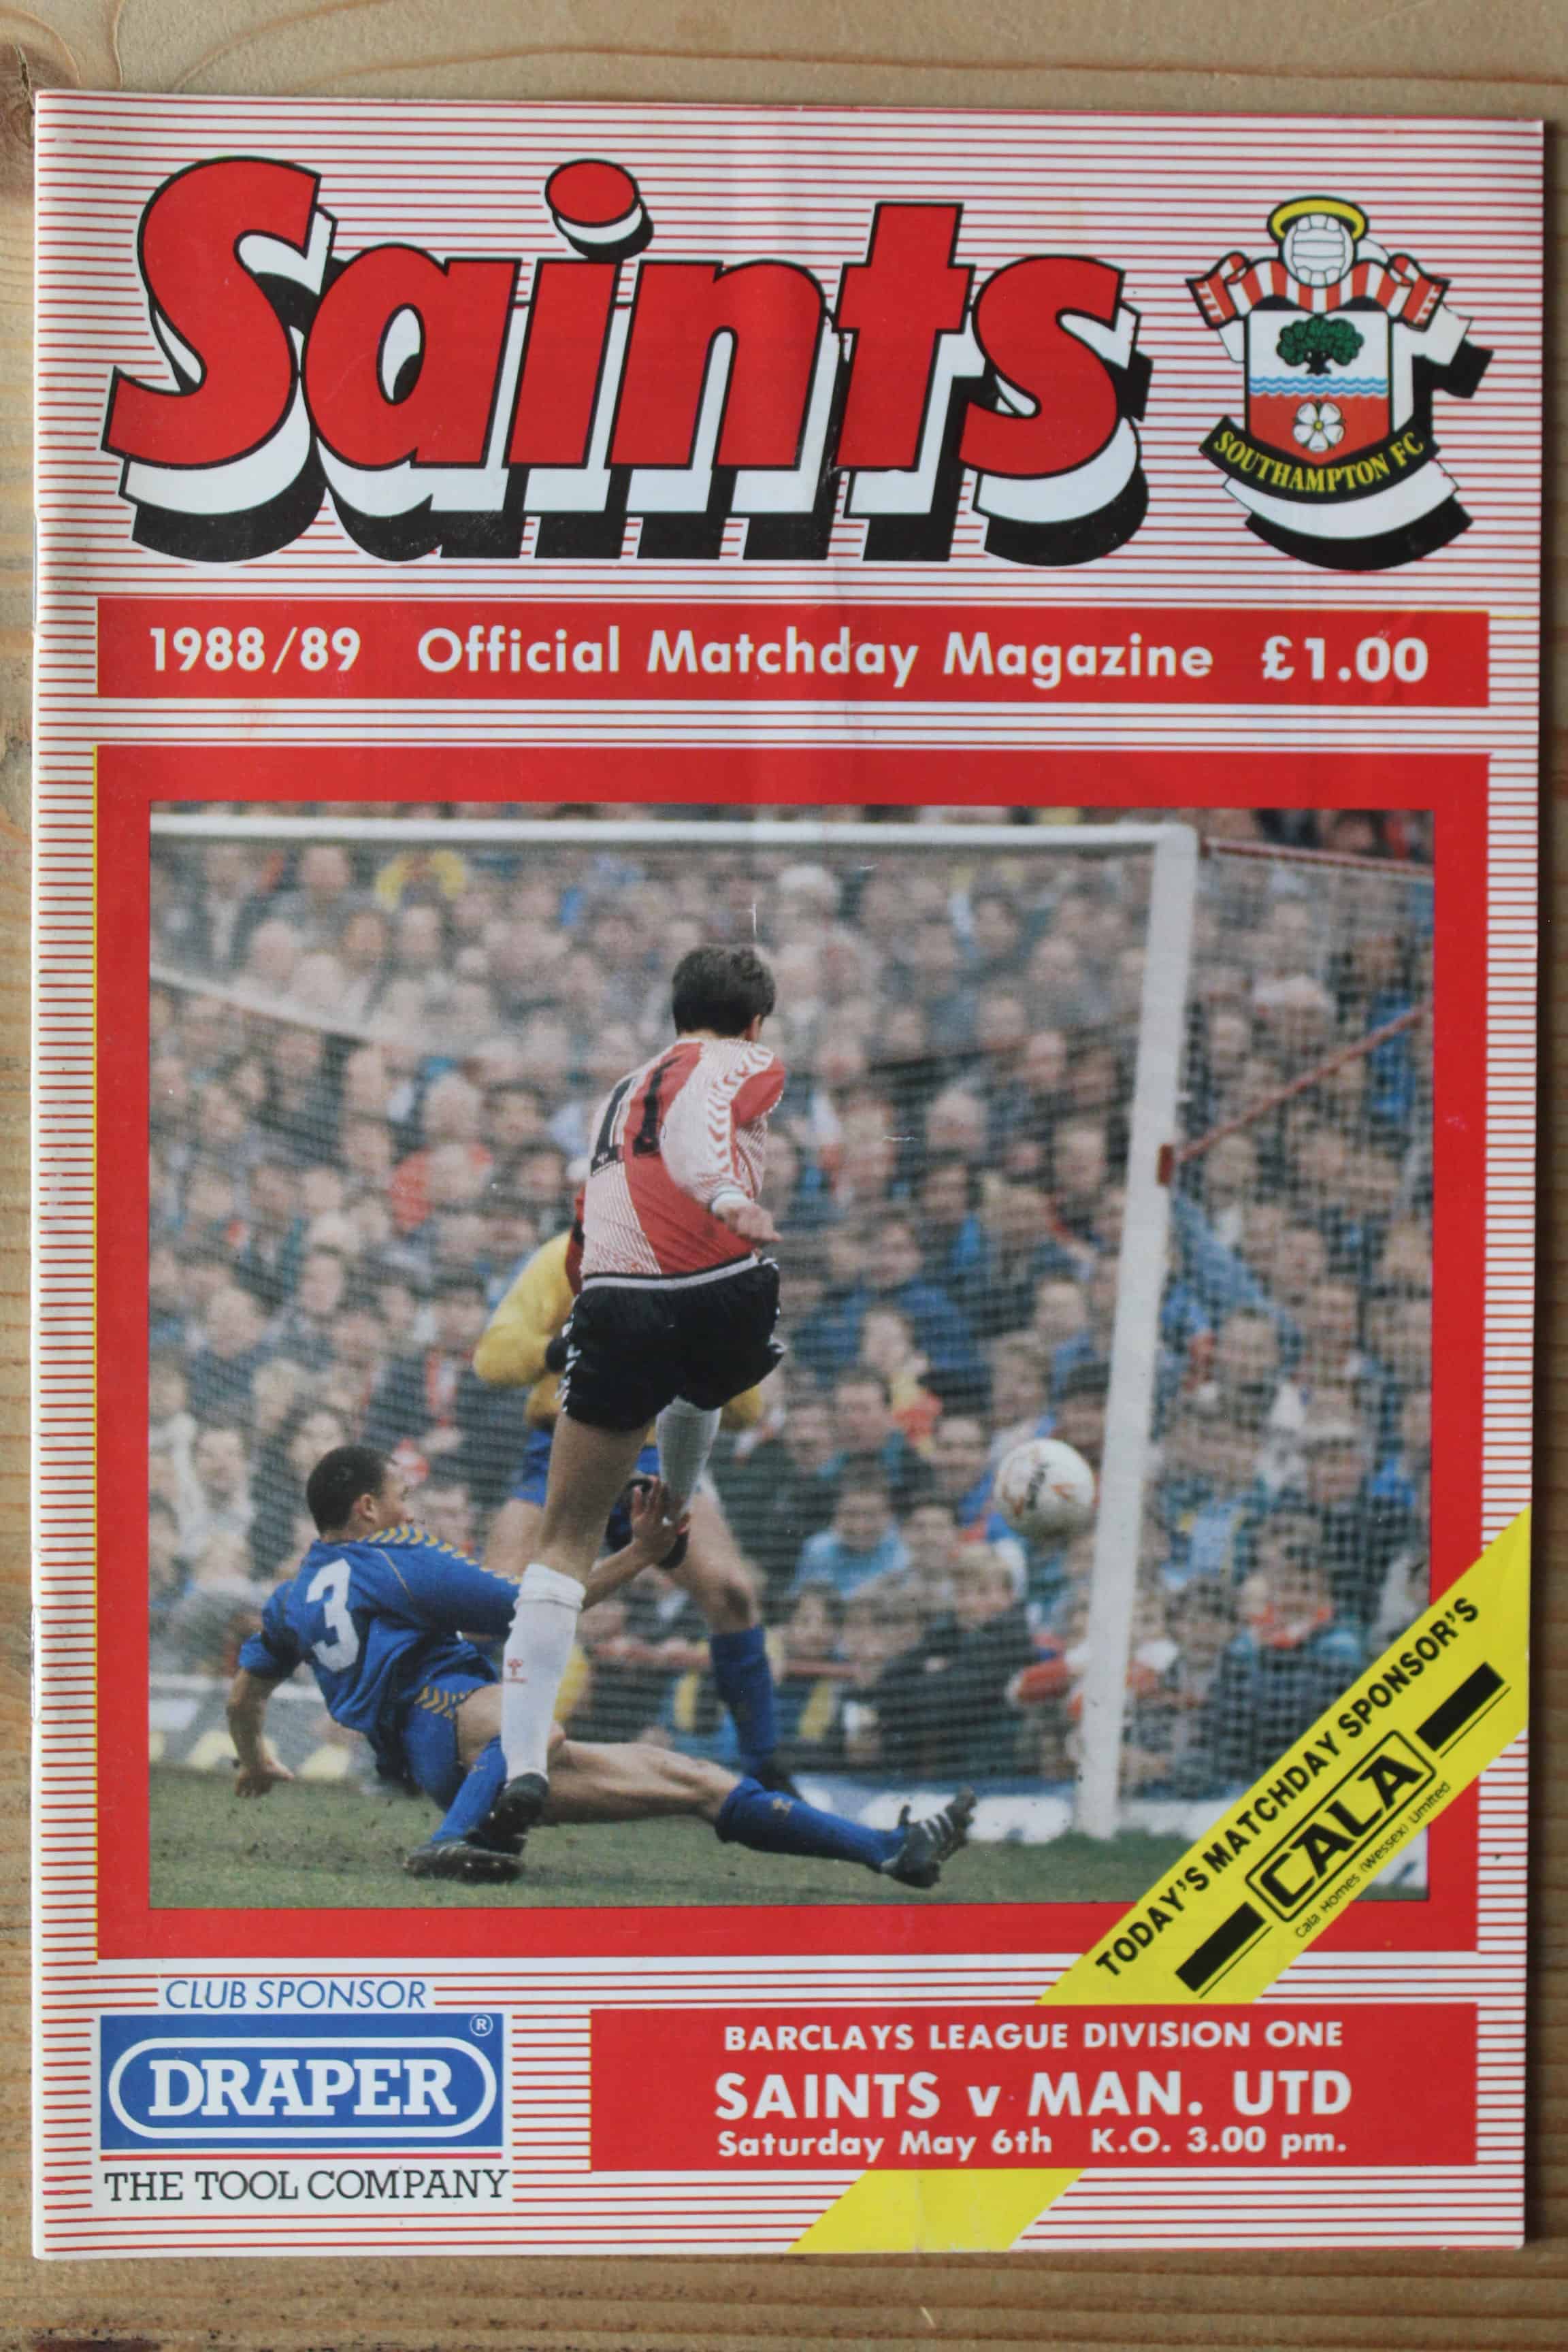 Saints
SOUTHAMPTON FC
1988/89 Official Matchday Magazine £1.00
11
3
TODAY'S MATCHDAY SPONSOR'S
CALA
Cala Homes (Wessex) Limited
CLUB SPONSOR
DRAPER®
THE TOOL COMPANY
BARCLAYS LEAGUE DIVISION ONE
SAINTS v MAN. UTD
Saturday May 6th K.O. 3.00 pm.